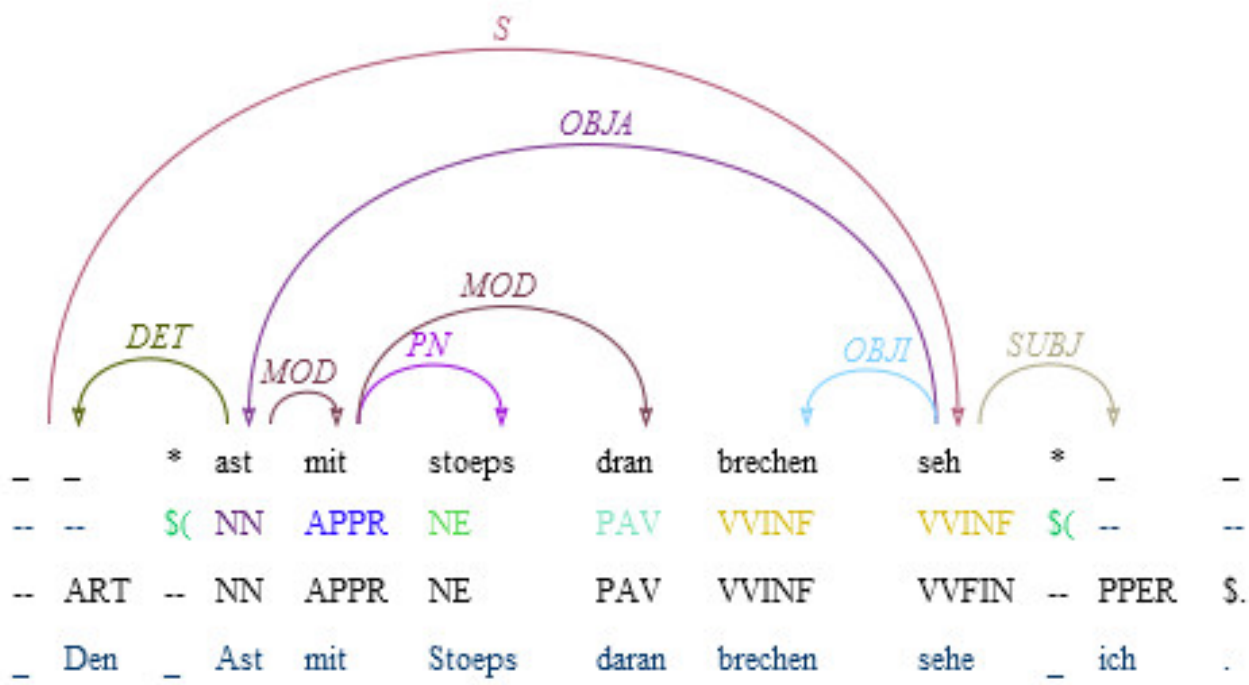 S
OBJA
MOD
DET MOD PN OBJI SUBJ
_ _ * ast mit stoeps dran brechen seh * _ _
-- -- $( NN APPR NE PAV VVINF VVINF $( -- --
-- ART -- NN APPR NE PAV VVINF VVFIN -- PPER $.
_ Den _ Ast mit Stoeps daran brechen sehe _ ich .